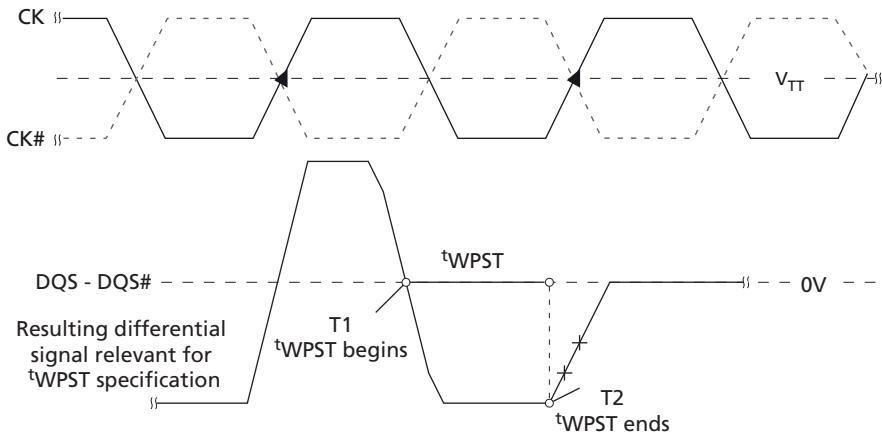 CK
VTT
CK#
tWPST
DQS - DQS#
0V
Resulting differential
signal relevant for
tWPST specification
T1
tWPST begins
T2
tWPST ends